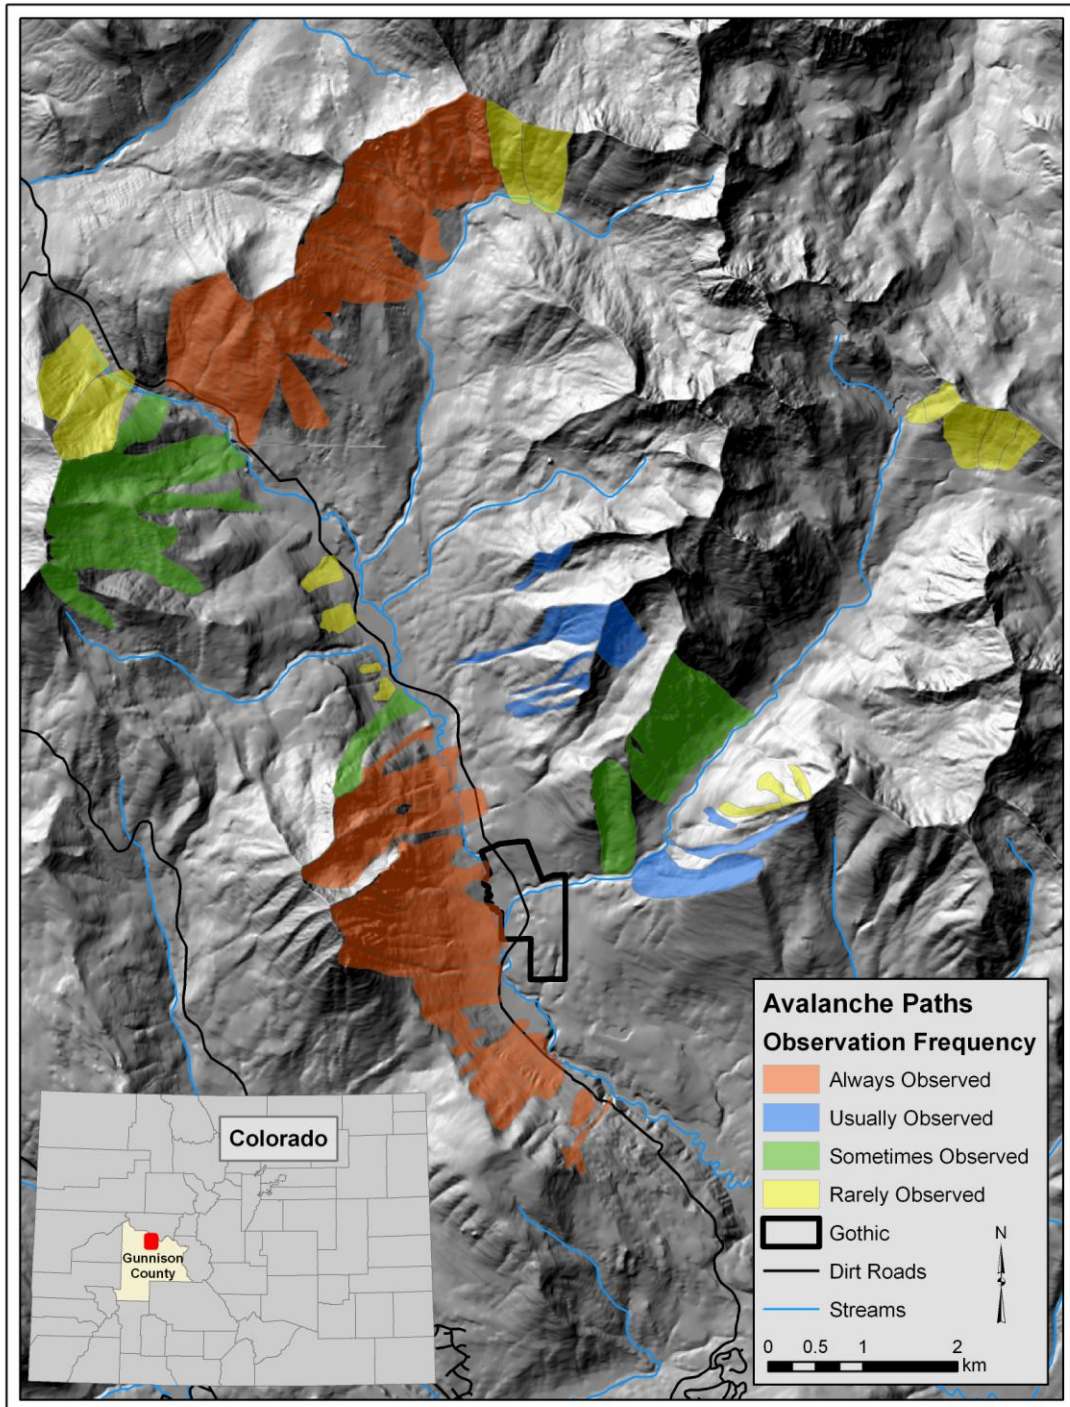 Colorado
Gunnison
County
Avalanche Paths
Observation Frequency
Always Observed
Usually Observed
Sometimes Observed
Rarely Observed
Gothic
N
Dirt Roads
Streams
0 0.5 1 2
km